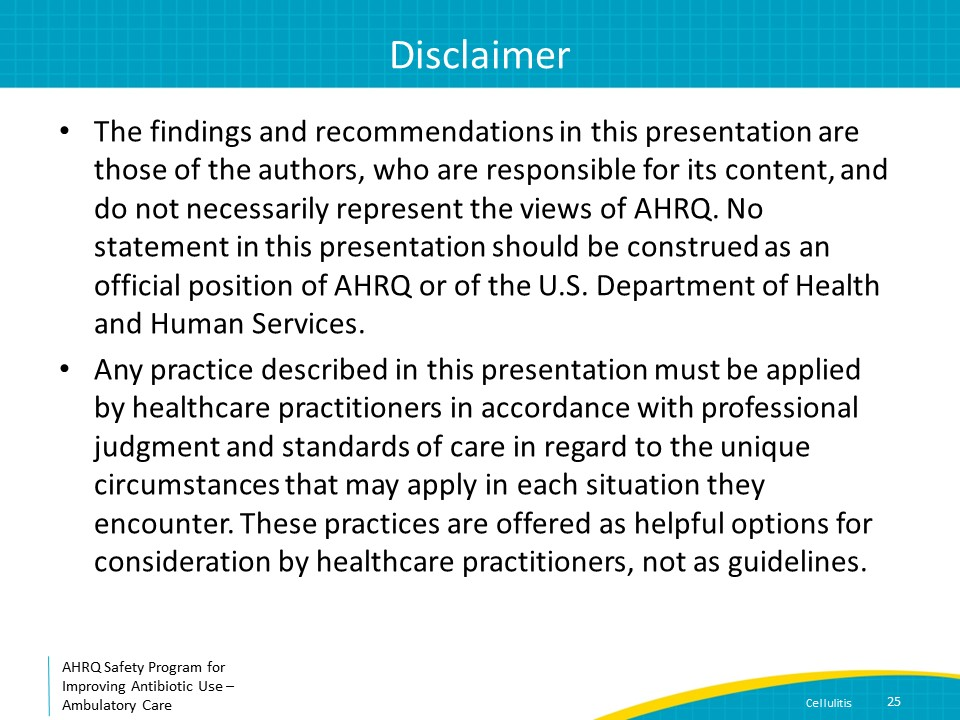 Disclaimer
• The findings and recommendations in this presentation are
those of the authors, who are responsible for its content, and
do not necessarily represent the views of AHRQ. No
statement in this presentation should be construed as an
official position of AHRQ or of the U.S. Department of Health
and Human Services.
• Any practice described in this presentation must be applied
by healthcare practitioners in accordance with professional
judgment and standards of care in regard to the unique
circumstances that may apply in each situation they
encounter. These practices are offered as helpful options for
consideration by healthcare practitioners, not as guidelines.
AHRQ Safety Program for
Improving Antibiotic Use –
Ambulatory Care
Cellulitis
25